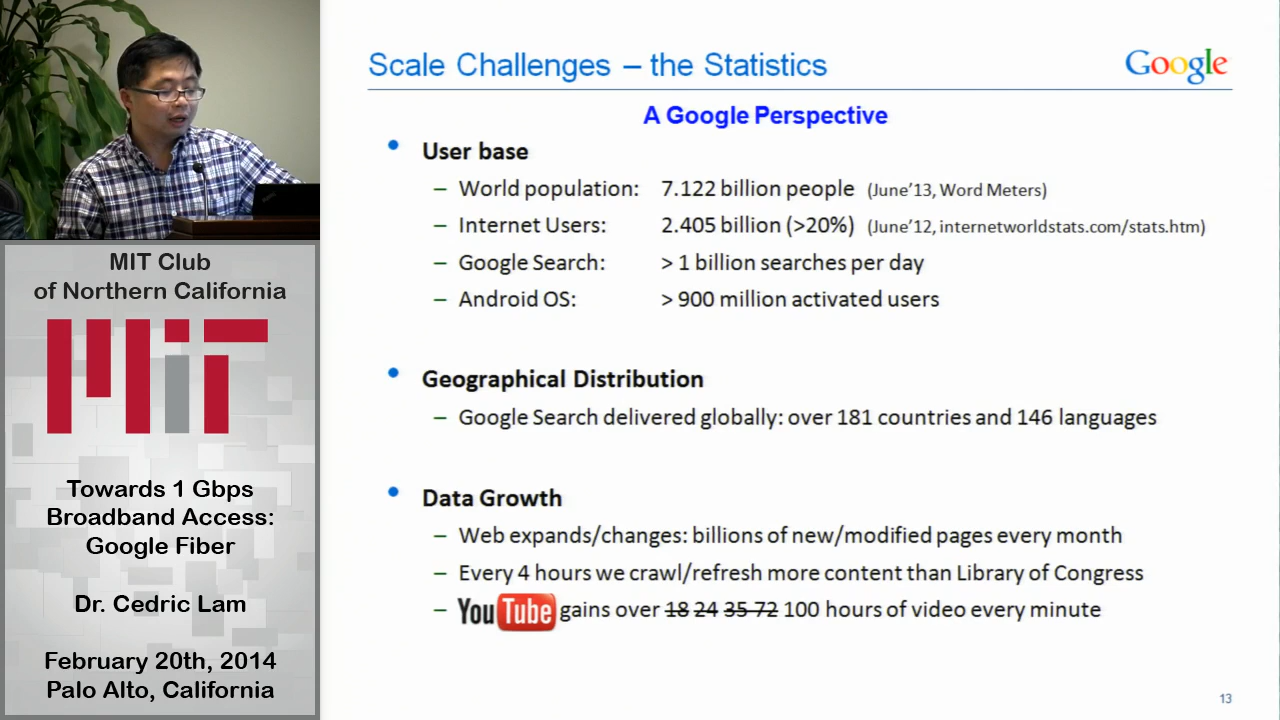 Scale Challenges – the Statistics
Google
A Google Perspective
• User base
– World population: 7.122 billion people (June'13, Word Meters)
– Internet Users: 2.405 billion (>20%) (June'12, internetworldstats.com/stats.htm)
– Google Search: > 1 billion searches per day
– Android OS: > 900 million activated users
• Geographical Distribution
– Google Search delivered globally: over 181 countries and 146 languages
• Data Growth
– Web expands/changes: billions of new/modified pages every month
– Every 4 hours we crawl/refresh more content than Library of Congress
– YouTube gains over 18 24 35 72 100 hours of video every minute
13
MIT Club
of Northern California
MIT
Towards 1 Gbps
Broadband Access:
Google Fiber
Dr. Cedric Lam
February 20th, 2014
Palo Alto, California